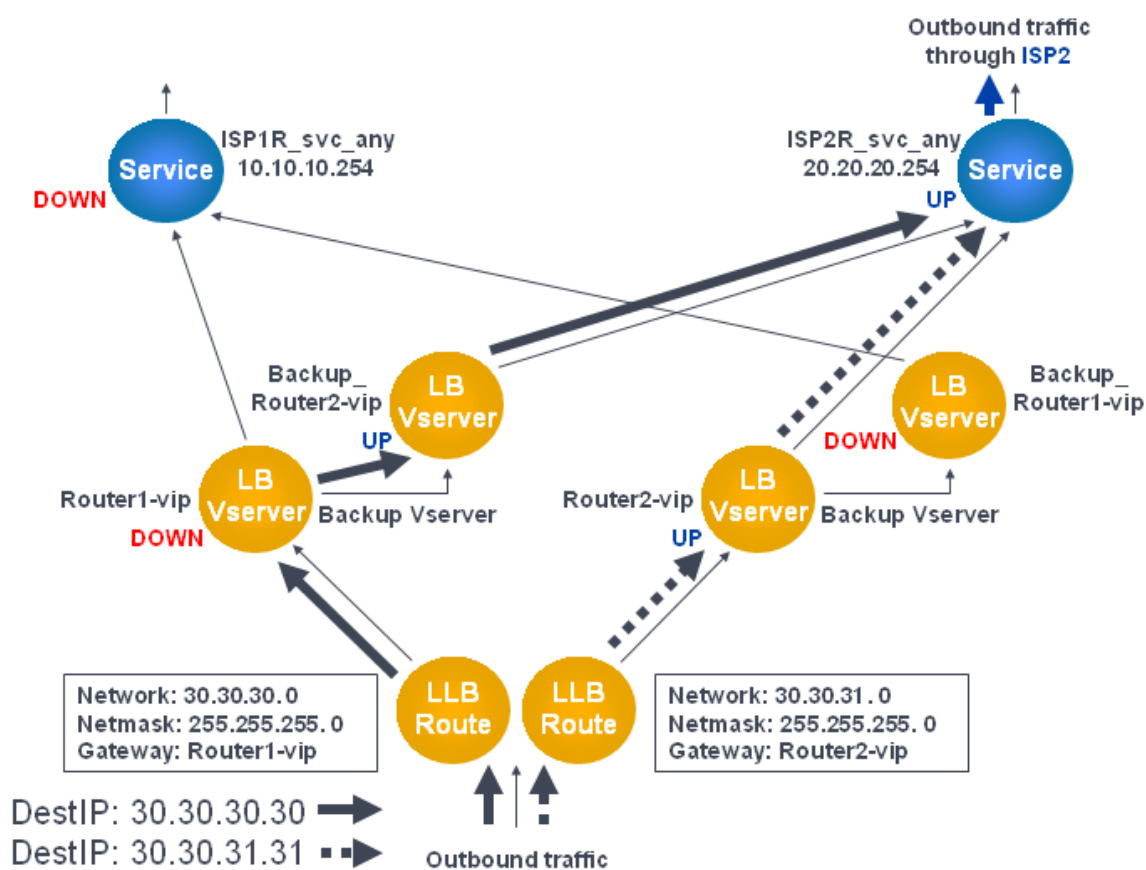 Outbound traffic
through ISP2
ISP1R_svc_any
10.10.10.254
Service
DOWN
ISP2R_svc_any
20.20.20.254
Service
UP
Backup_
Router2-vip
LB
Vserver
UP
LB
Vserver
Backup_
Router1-vip
DOWN
Router1-vip
LB
Vserver
Backup Vserver
DOWN
Router2-vip
LB
Vserver
Backup Vserver
UP
Network: 30.30.30.0
Netmask: 255.255.255. 0
Gateway: Router1-vip
LLB
Route
LLB
Route
Network: 30.30.31. 0
Netmask: 255.255.255. 0
Gateway: Router2-vip
DestIP: 30.30.30.30
DestIP: 30.30.31.31
Outbound traffic